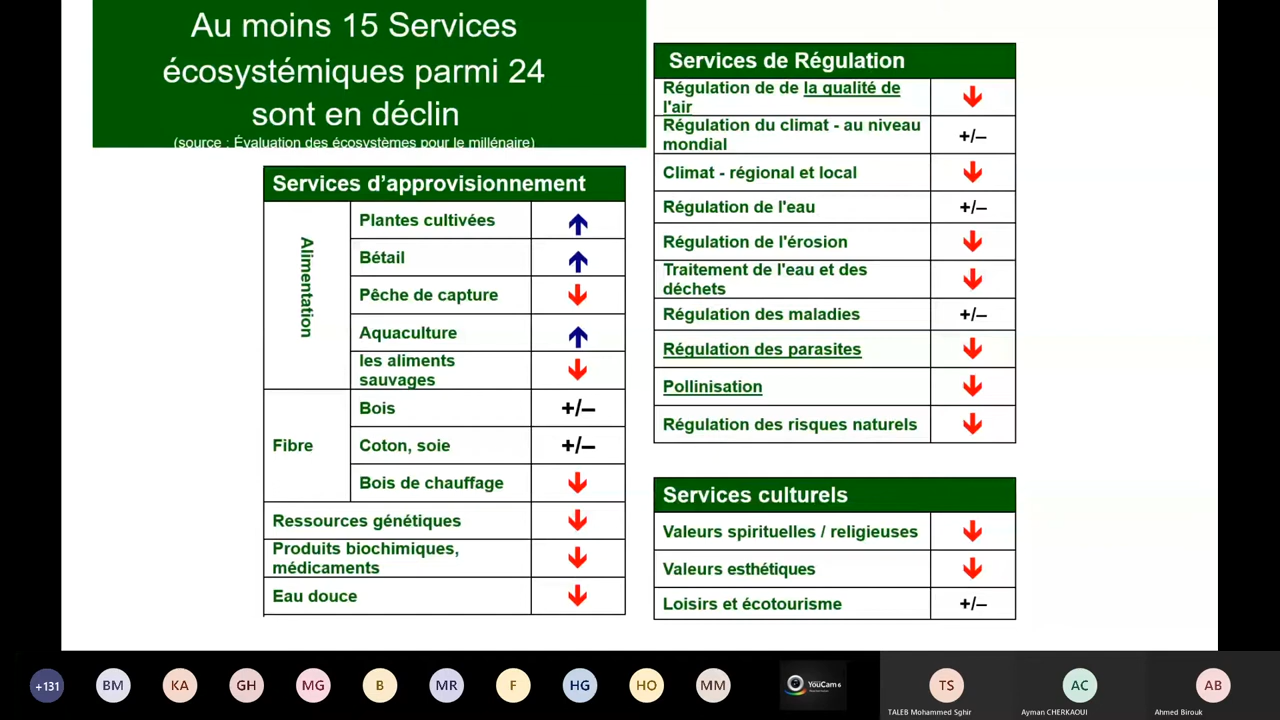 Au moins 15 Services
écosystémiques parmi 24
sont en déclin
(source : Évaluation des écosystèmes pour le millénaire)
Services d'approvisionnement
Alimentation
Plantes cultivées
Bétail
Pêche de capture
Aquaculture
les aliments
sauvages
Fibre
Bois +/–
Coton, soie +/–
Bois de chauffage
Ressources génétiques
Produits biochimiques,
médicaments
Eau douce
Services de Régulation
Régulation de de la qualité de
l'air
Régulation du climat - au niveau
mondial +/–
Climat - régional et local
Régulation de l'eau +/–
Régulation de l'érosion
Traitement de l'eau et des
déchets
Régulation des maladies +/–
Régulation des parasites
Pollinisation
Régulation des risques naturels
Services culturels
Valeurs spirituelles / religieuses
Valeurs esthétiques
Loisirs et écotourisme +/–
+131 BM KA GH MG B MR F HG HO MM YouCam 6 TS AC AB
TALEB Mohammed Sghir Ayman CHERKAOUI Ahmed Birouk